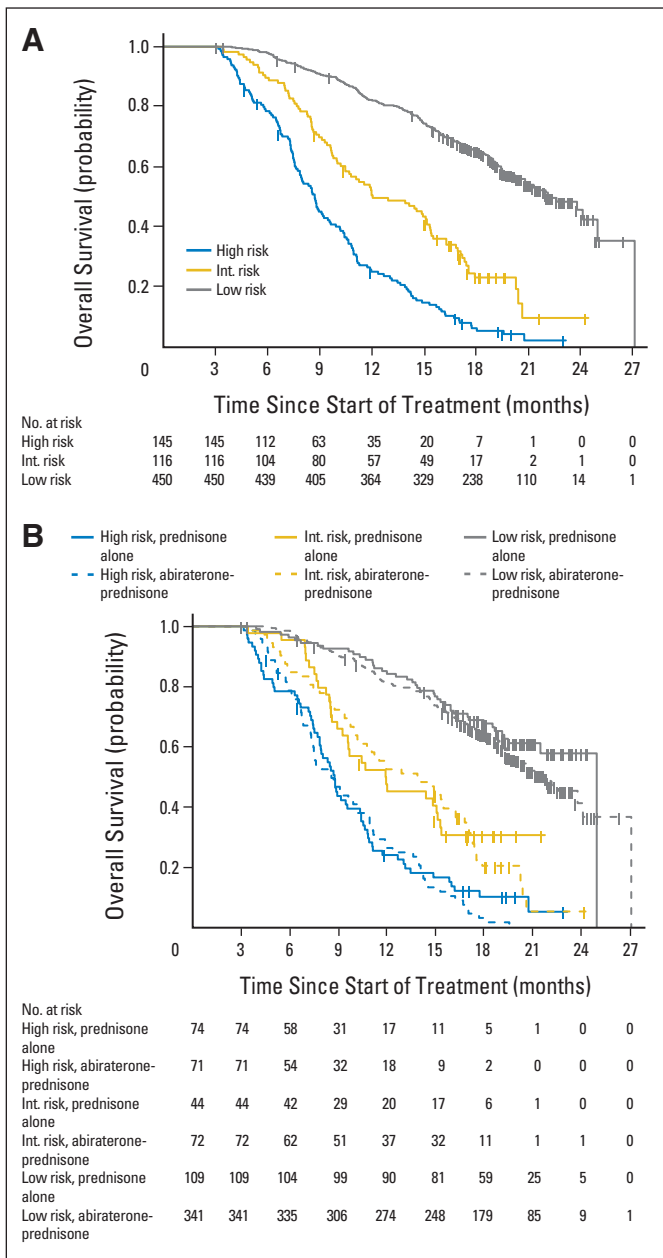 A
Overall Survival (probability)
1.0
0.8
0.6
0.4
0.2
High risk
Int. risk
Low risk
0 3 6 9 12 15 18 21 24 27
Time Since Start of Treatment (months)
No. at risk
High risk 145 145 112 63 35 20 7 1 0 0
Int. risk 116 116 104 80 57 49 17 2 1 0
Low risk 450 450 439 405 364 329 238 110 14 1
B
High risk, prednisone alone
High risk, abiraterone-prednisone
Int. risk, prednisone alone
Int. risk, abiraterone-prednisone
Low risk, prednisone alone
Low risk, abiraterone-prednisone
Overall Survival (probability)
1.0
0.8
0.6
0.4
0.2
0 3 6 9 12 15 18 21 24 27
Time Since Start of Treatment (months)
No. at risk
High risk, prednisone alone 74 74 58 31 17 11 5 1 0 0
High risk, abiraterone-prednisone 71 71 54 32 18 9 2 0 0 0
Int. risk, prednisone alone 44 44 42 29 20 17 6 1 0 0
Int. risk, abiraterone-prednisone 72 72 62 51 37 32 11 1 1 0
Low risk, prednisone alone 109 109 104 99 90 81 59 25 5 0
Low risk, abiraterone-prednisone 341 341 335 306 274 248 179 85 9 1